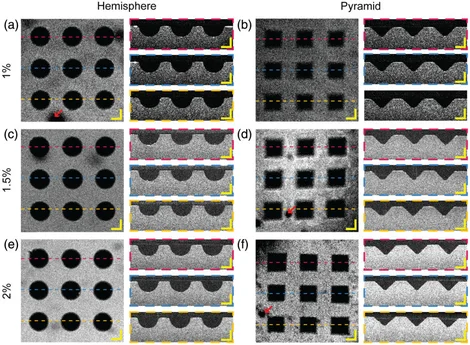 Hemisphere
Pyramid
(a)
(b)
1%
(c)
(d)
1.5%
(e)
(f)
2%